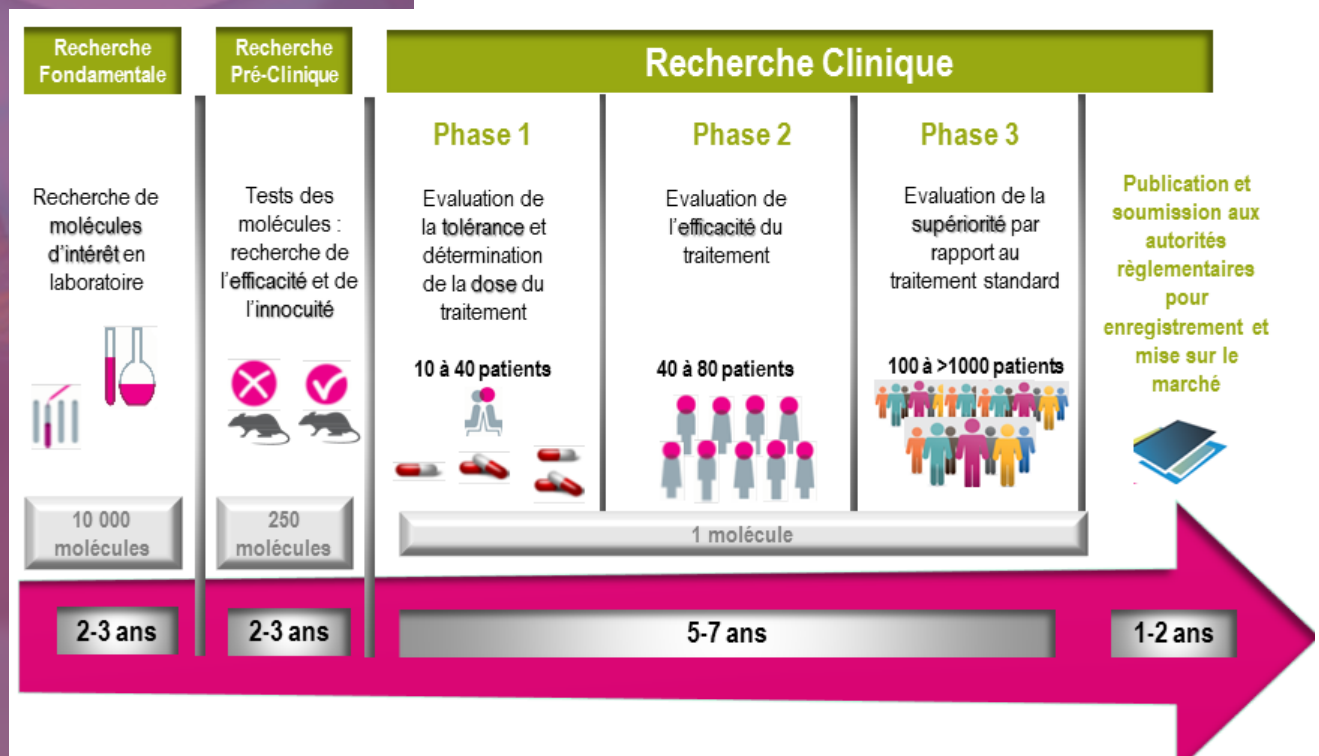 Recherche
Fondamentale
Recherche
Pré-Clinique
Recherche Clinique
Recherche de
molécules
d'intérêt en
laboratoire
10 000
molécules
2-3 ans
Tests des
molécules :
recherche de
l'efficacité et de
l'innocuité
250
molécules
2-3 ans
Phase 1
Evaluation de
la tolérance et
détermination
de la dose du
traitement
10 à 40 patients
Phase 2
Evaluation de
l'efficacité du
traitement
40 à 80 patients
Phase 3
Evaluation de la
supériorité par
rapport au
traitement standard
100 à >1000 patients
1 molécule
5-7 ans
Publication et
soumission aux
autorités
règlementaires
pour
enregistrement et
mise sur le
marché
1-2 ans